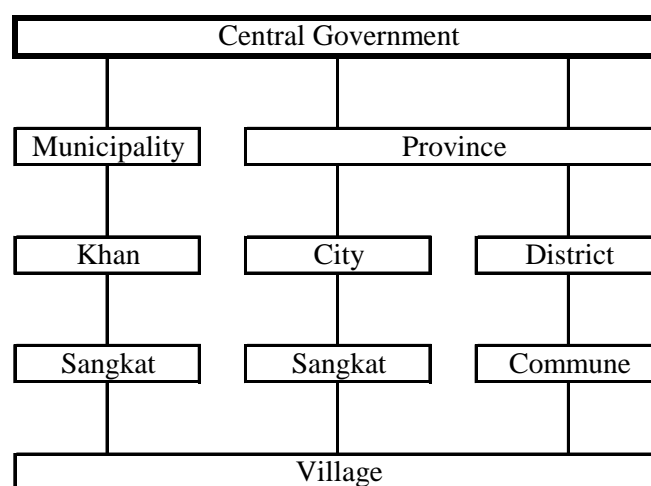 Central Government
Municipality Province
Khan City District
Sangkat Sangkat Commune
Village